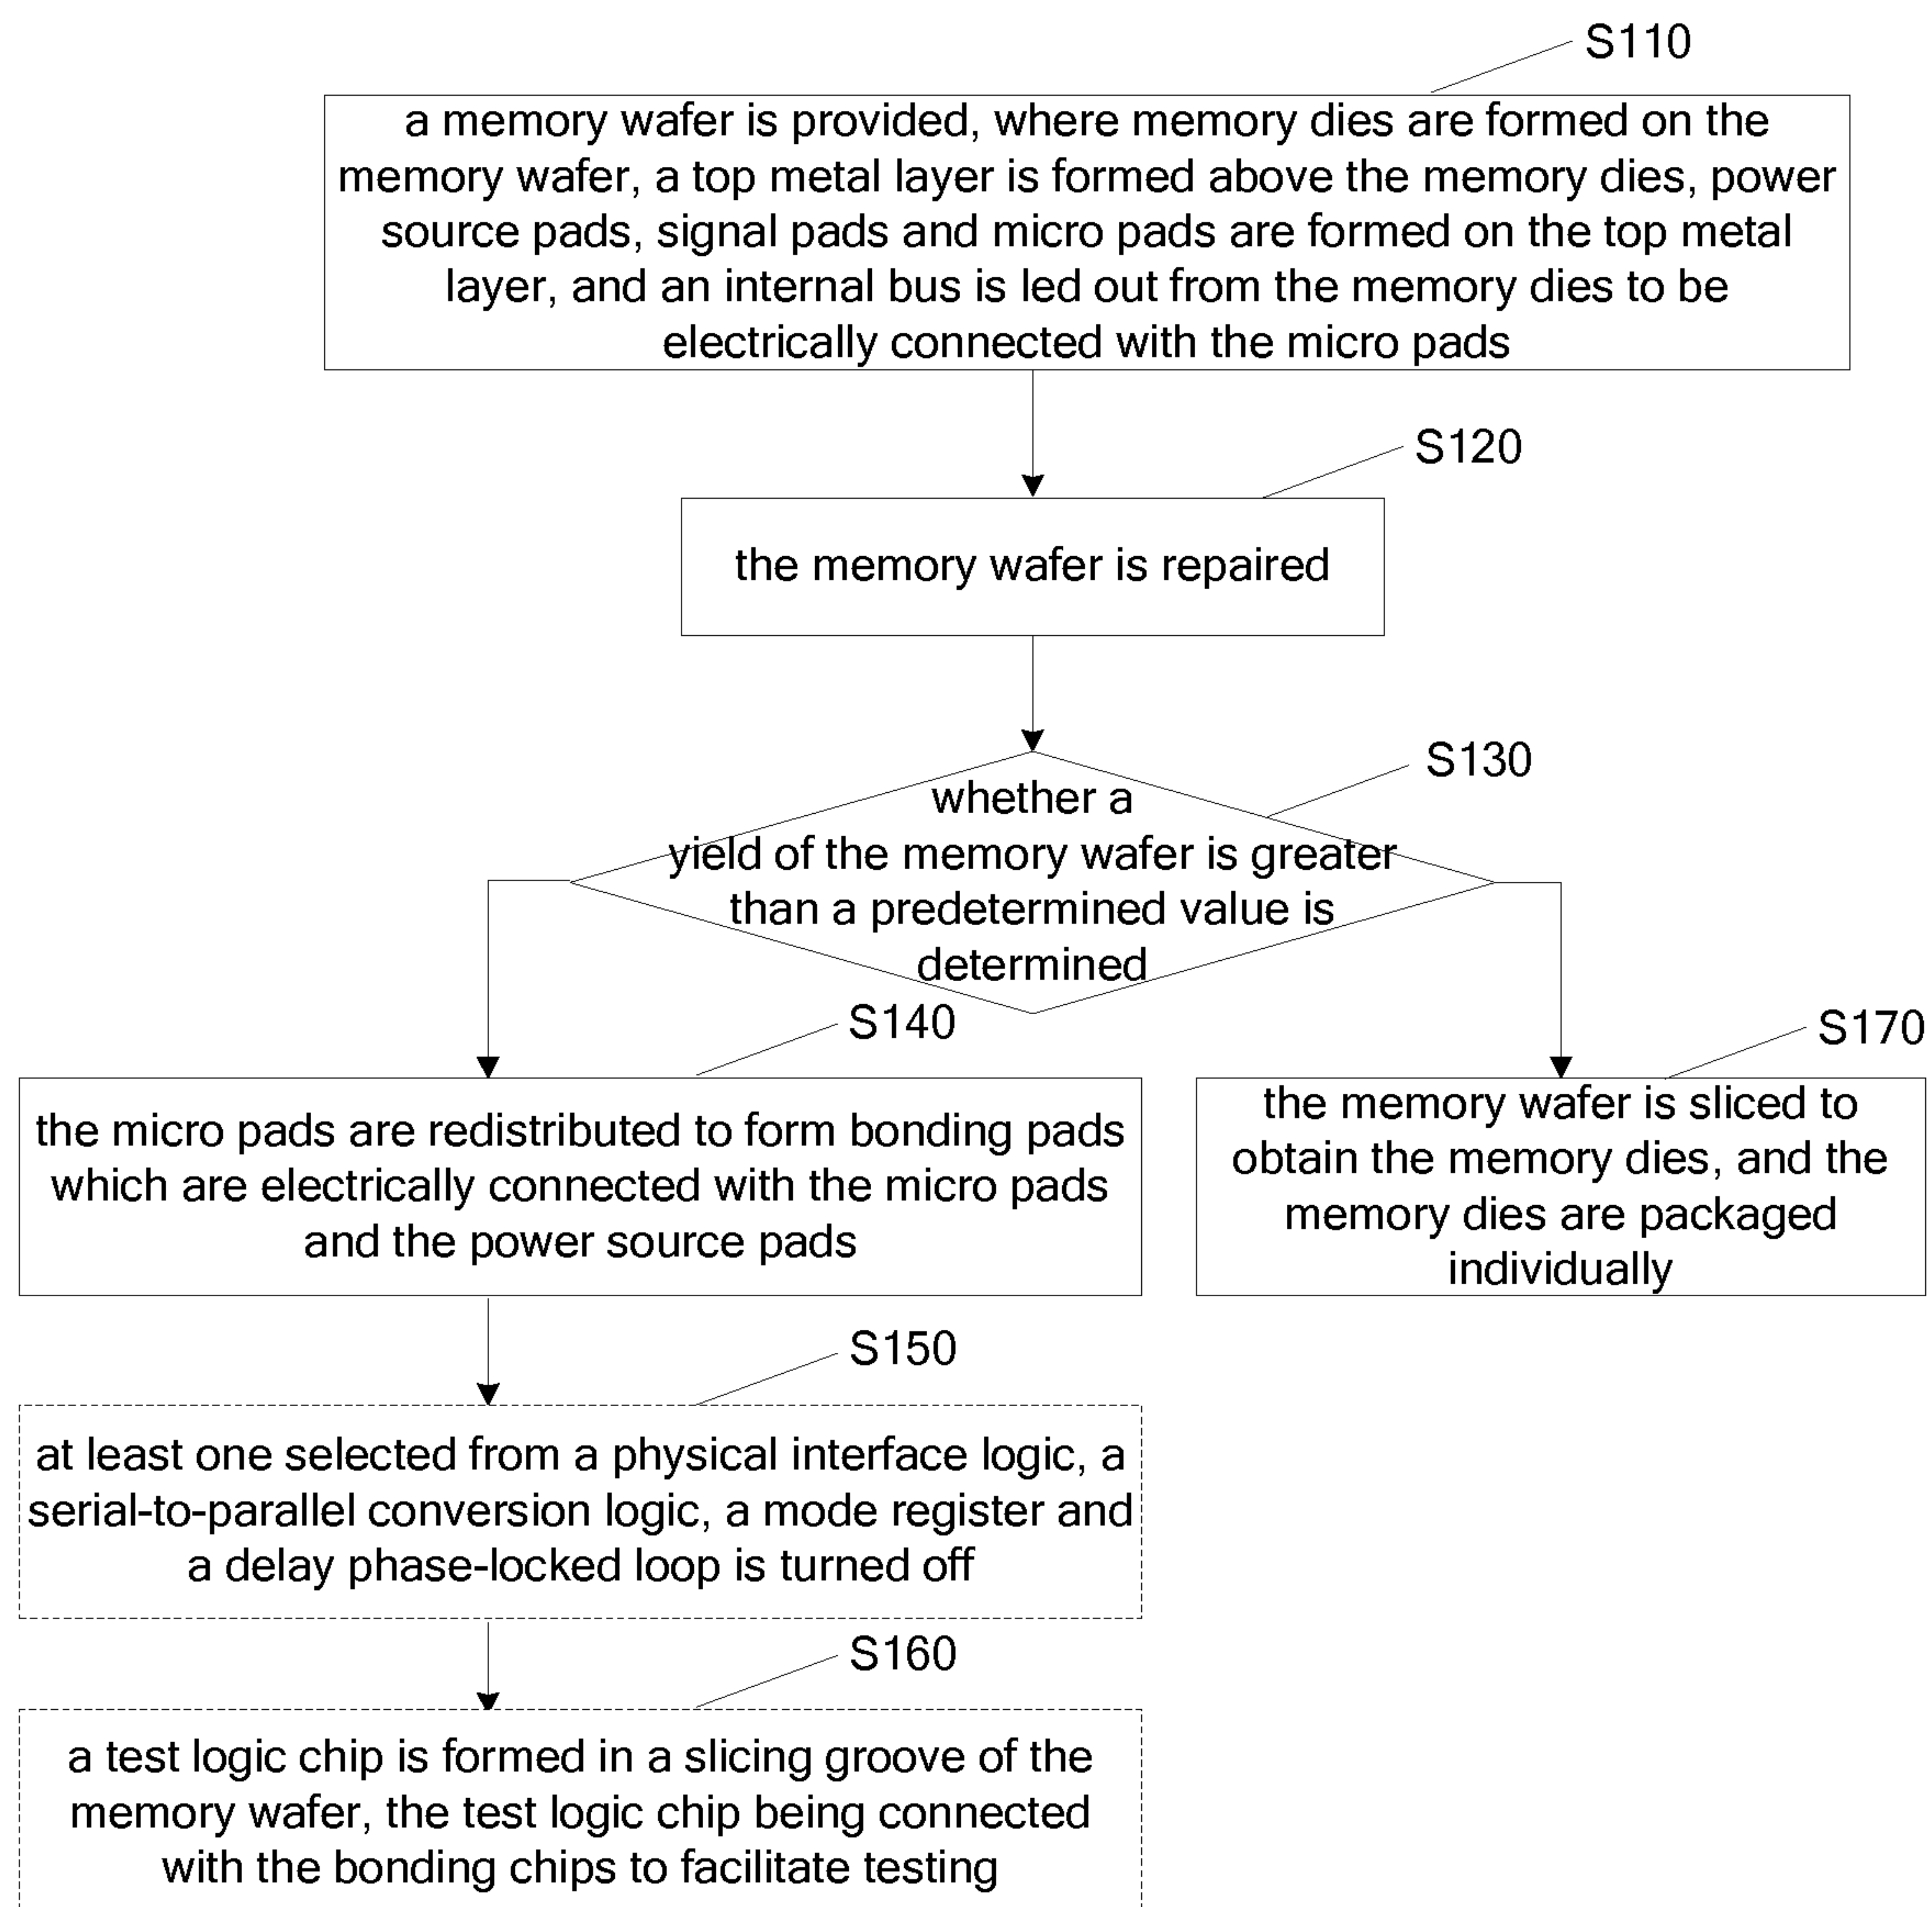 S110
a memory wafer is provided, where memory dies are formed on the
memory wafer, a top metal layer is formed above the memory dies, power
source pads, signal pads and micro pads are formed on the top metal
layer, and an internal bus is led out from the memory dies to be
electrically connected with the micro pads
S120
the memory wafer is repaired
S130
whether a
yield of the memory wafer is greater
than a predetermined value is
determined
S140
the micro pads are redistributed to form bonding pads
which are electrically connected with the micro pads
and the power source pads
S170
the memory wafer is sliced to
obtain the memory dies, and the
memory dies are packaged
individually
S150
at least one selected from a physical interface logic, a
serial-to-parallel conversion logic, a mode register and
a delay phase-locked loop is turned off
S160
a test logic chip is formed in a slicing groove of the
memory wafer, the test logic chip being connected
with the bonding chips to facilitate testing